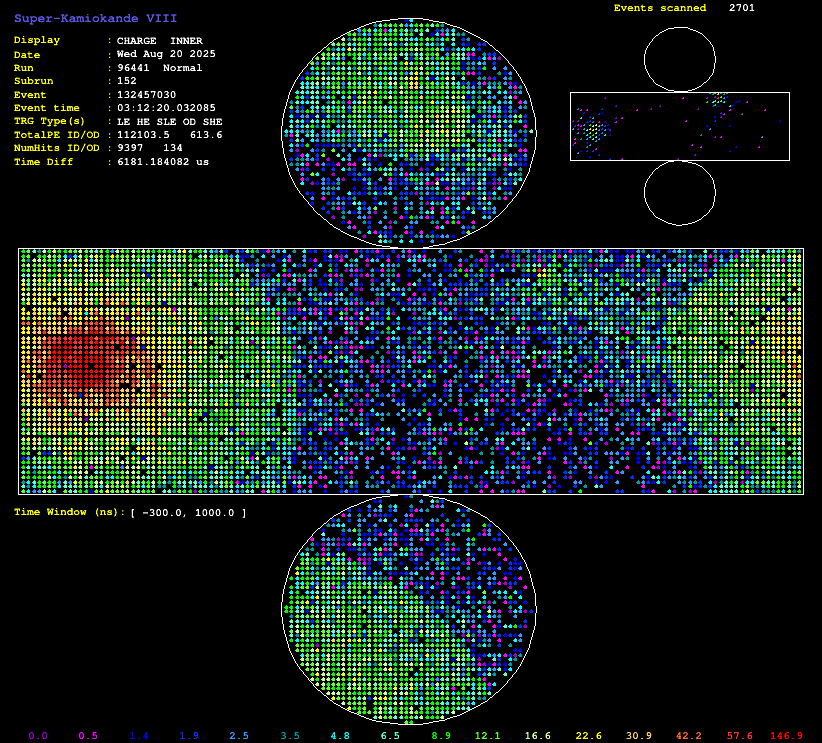 Super-Kamiokande VIII
Events scanned 2701
Display : CHARGE INNER
Date : Wed Aug 20 2025
Run : 96441 Normal
Subrun : 152
Event : 132457030
Event time : 03:12:20.032085
TRG Type(s) : LE HE SLE OD SHE
TotalPE ID/OD : 112103.5 613.6
NumHits ID/OD : 9397 134
Time Diff : 6181.184082 us
Time Window (ns): [ -300.0, 1000.0 ]
0.0 0.5 1.4 1.9 2.5 3.5 4.8 6.5 8.9 12.1 16.6 22.6 30.9 42.2 57.6 146.9